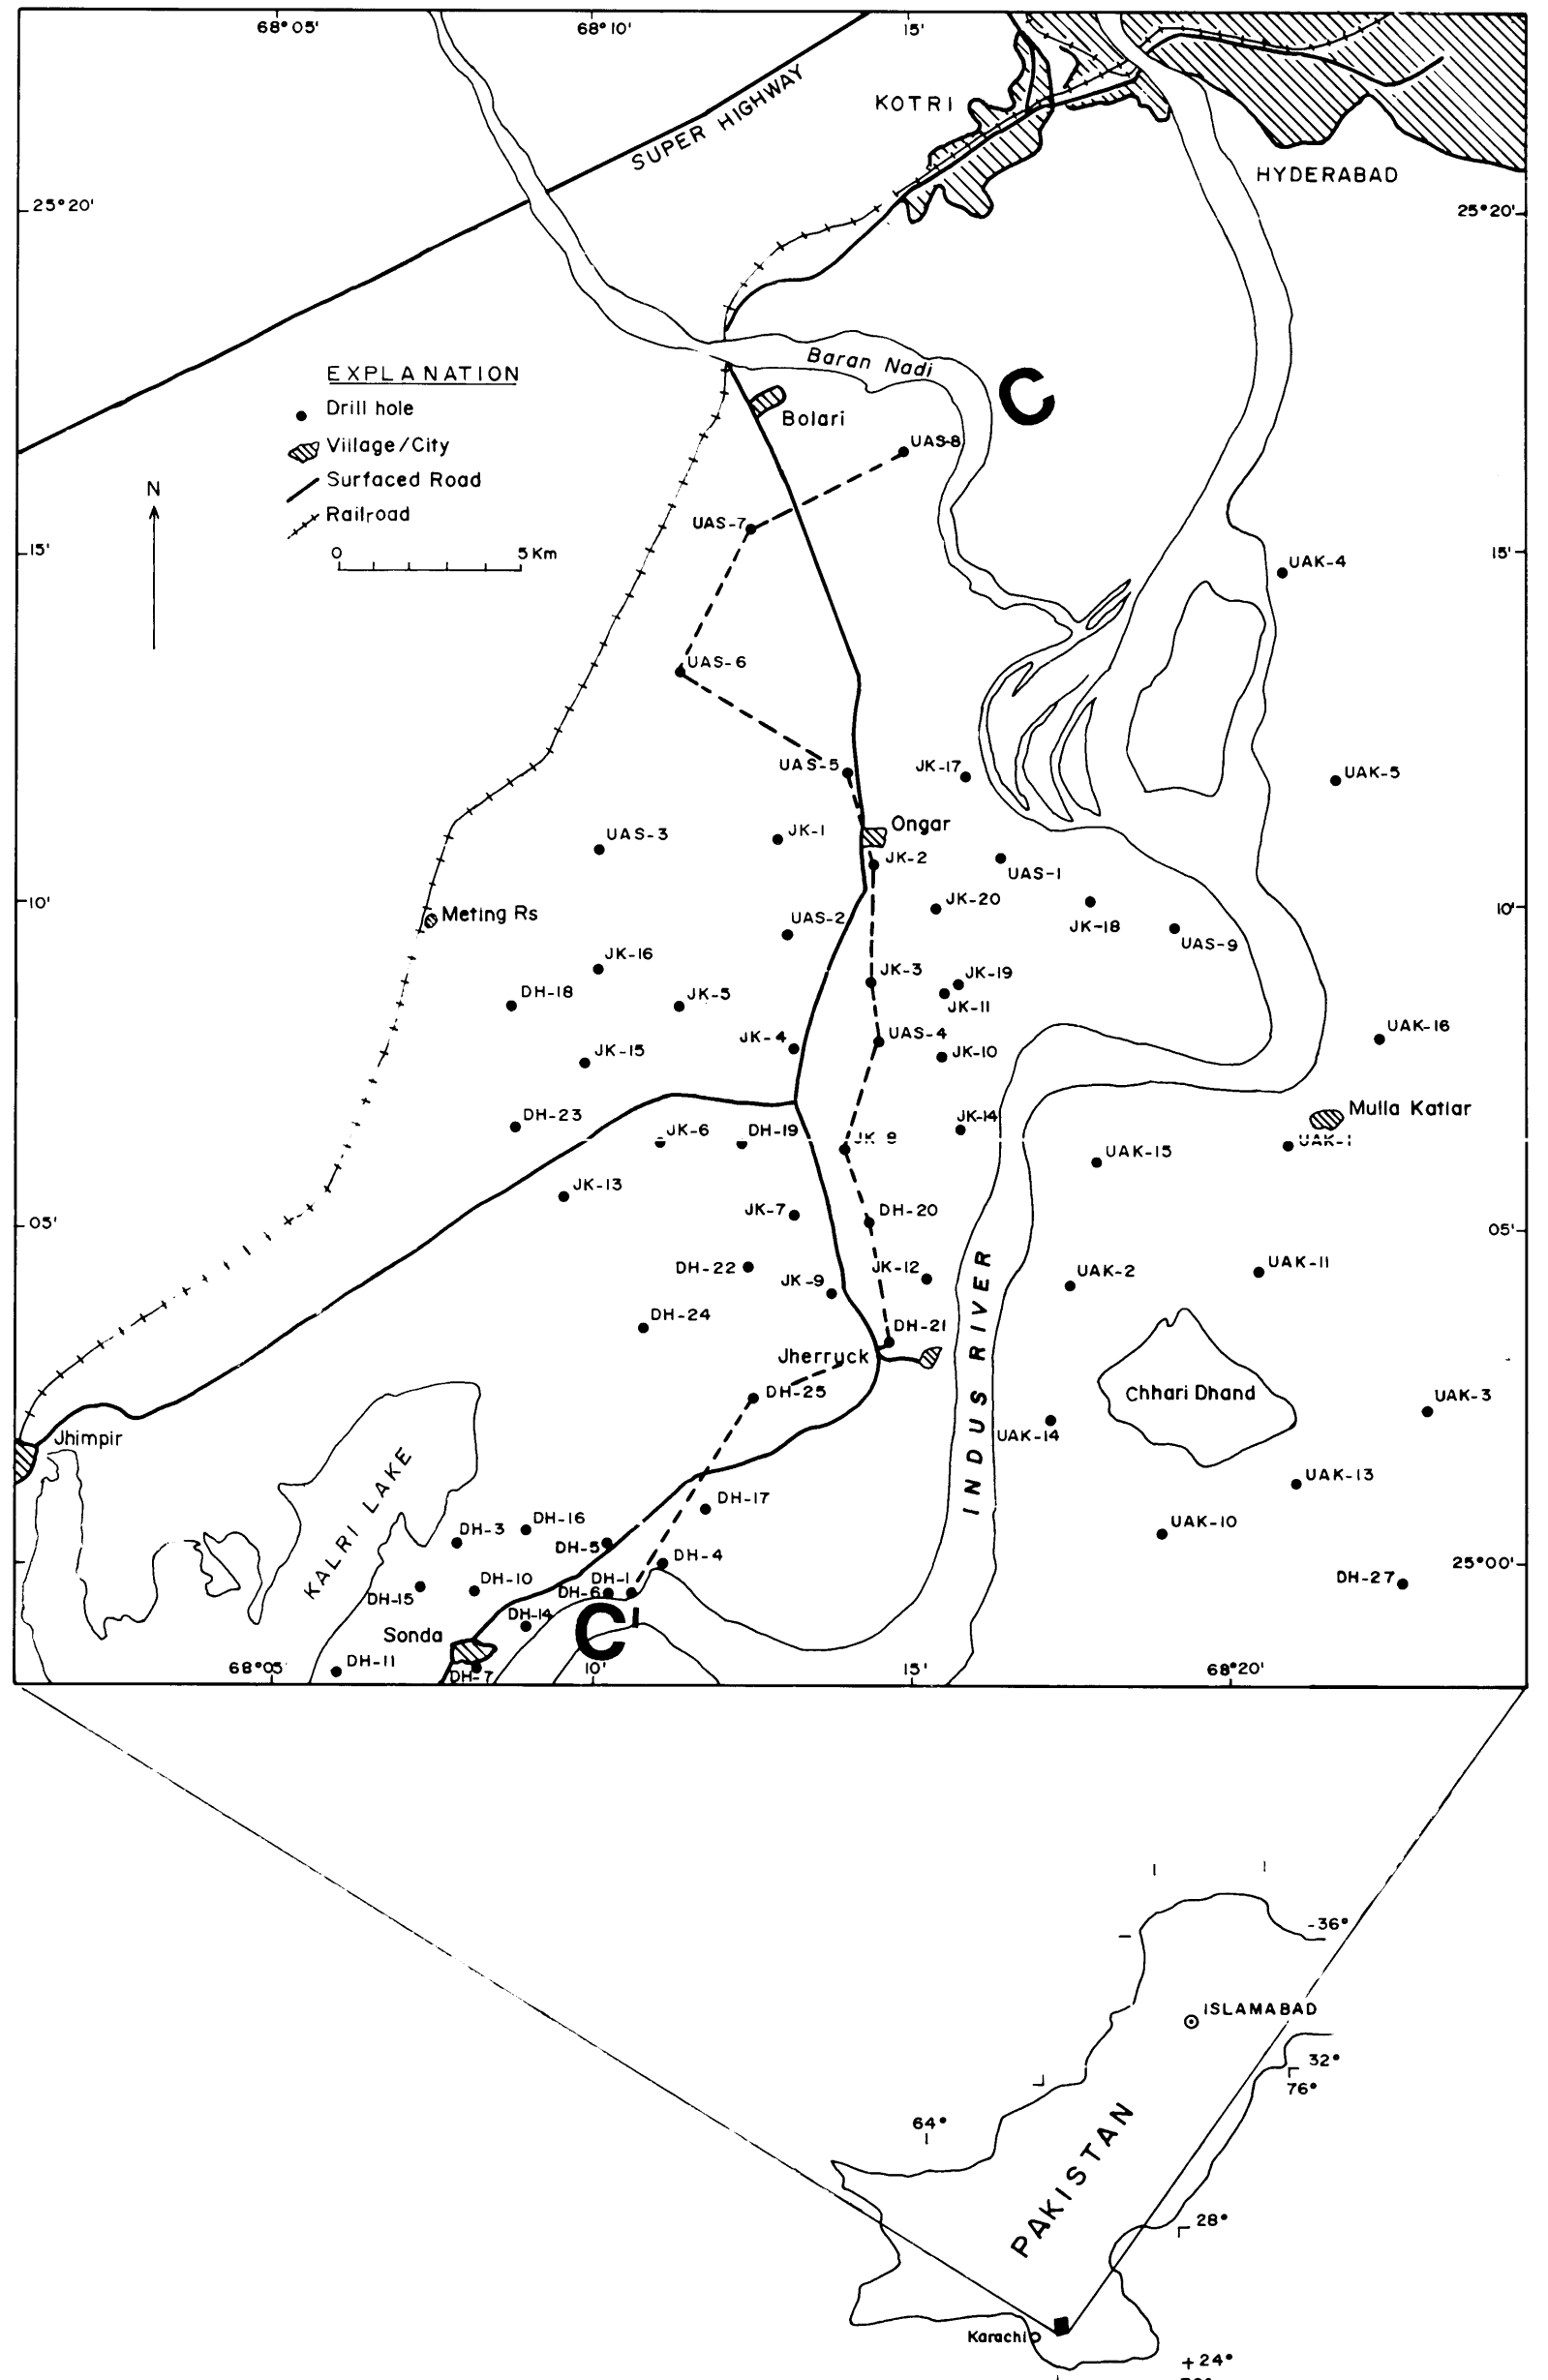 68°05' 68°10' 15'
KOTRI
SUPER HIGHWAY
HYDERABAD
25°20' 25°20'
Baran Nadi
C
EXPLANATION
Drill hole
Village/City
Surfaced Road
Railroad
0 5 Km
N
Bolari
UAS-8
UAS-7
15' 15'
UAK-4
UAS-6
UAS-5
JK-17
UAK-5
Ongar
UAS-3
JK-1
JK-2
UAS-1
10' 10'
Meting Rs
JK-20
UAS-2
JK-18
UAS-9
JK-16
JK-3
JK-19
DH-18
JK-5
JK-11
UAK-16
JK-4
UAS-4
JK-15
JK-10
Mulla Katiar
DH-23
JK-6
DH-19
JK-8
JK-14
UAK-1
UAK-15
JK-13
JK-7
DH-20
05' 05'
DH-22
JK-12
UAK-2
UAK-11
JK-9
INDUS RIVER
DH-24
DH-21
Jherruck
DH-25
Chhari Dhand
UAK-3
UAK-14
Jhimpir
KALRI LAKE
UAK-13
DH-17
DH-16
DH-3
DH-5
UAK-10
DH-4
25°00'
DH-27
DH-10
DH-1
DH-15
DH-6
DH-14
C'
Sonda
DH-11
DH-7
68°05' 10' 15' 68°20'
-36°
ISLAMABAD
32°
76°
64°
PAKISTAN
28°
Karachi
+24°